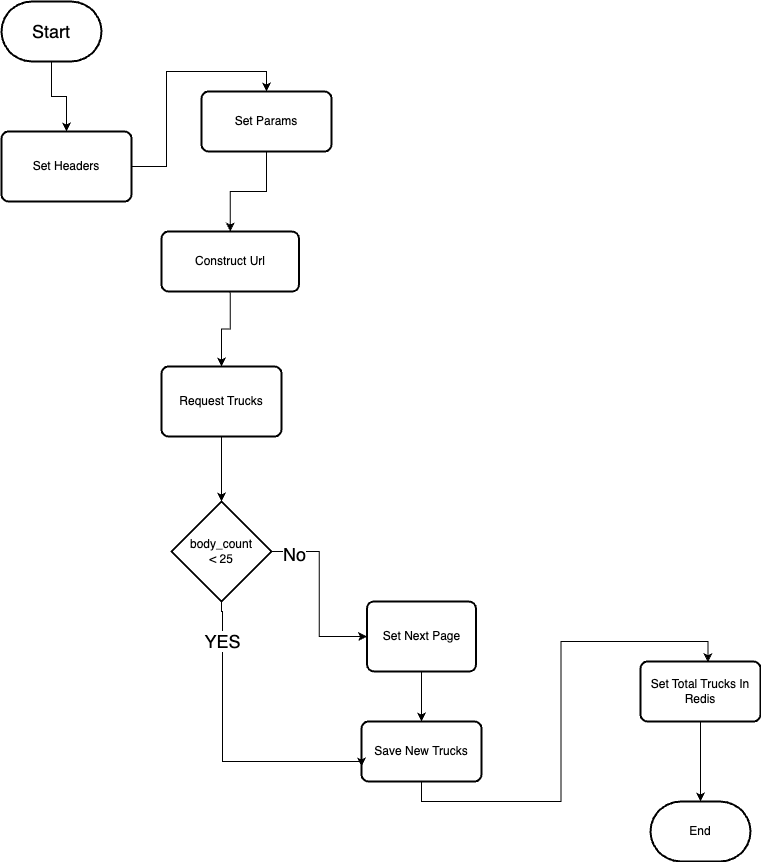 Start
Set Params
Set Headers
Construct Url
Request Trucks
body_count
< 25
No
YES
Set Next Page
Set Total Trucks In
Redis
Save New Trucks
End